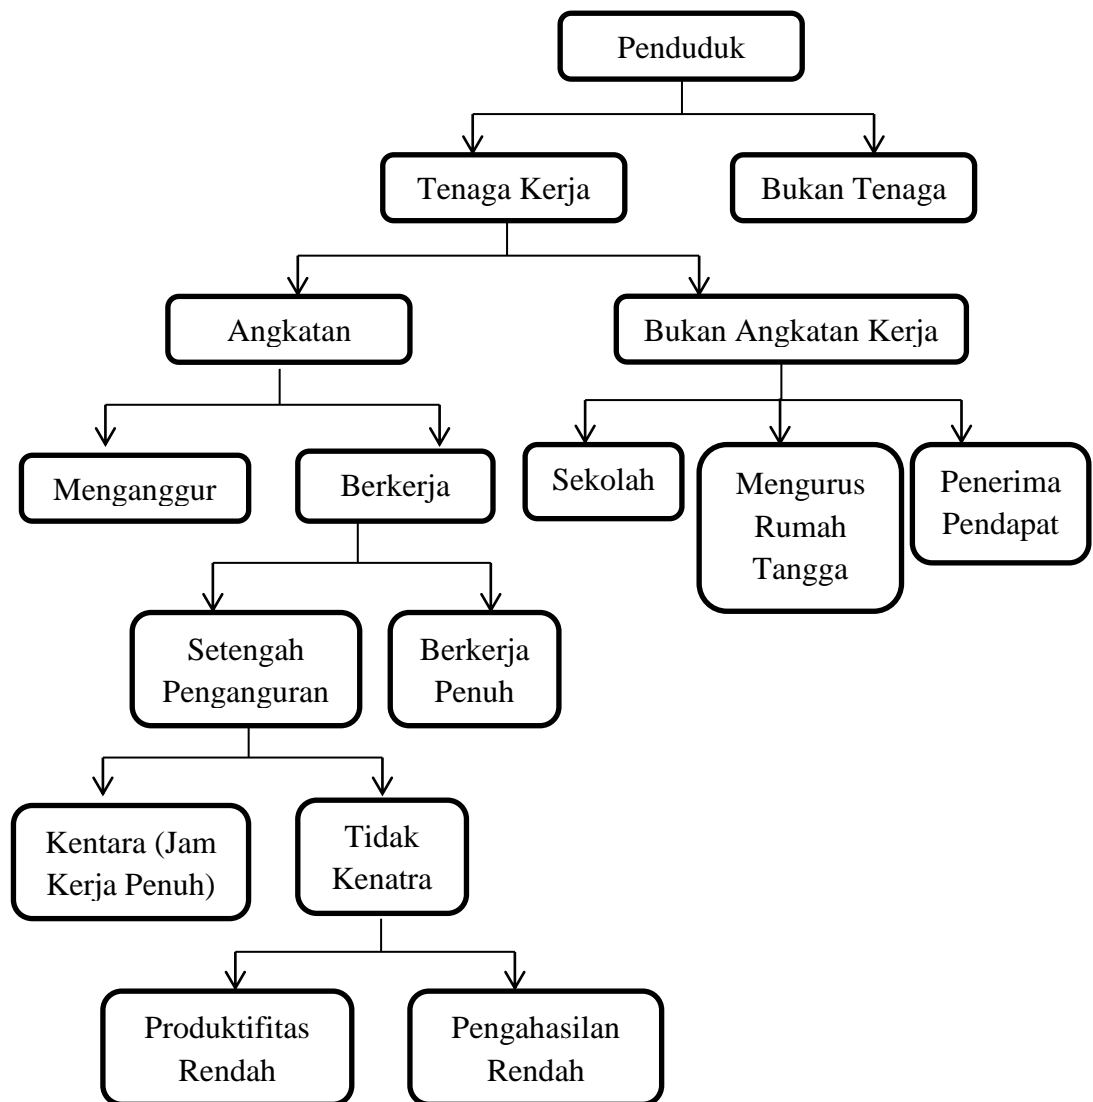 Penduduk
Tenaga Kerja
Bukan Tenaga
Angkatan
Bukan Angkatan Kerja
Menganggur
Berkerja
Sekolah
Mengurus
Rumah
Tangga
Penerima
Pendapat
Setengah
Penganguran
Berkerja
Penuh
Kentara (Jam
Kerja Penuh)
Tidak
Kenatra
Produktifitas
Rendah
Pengahasilan
Rendah